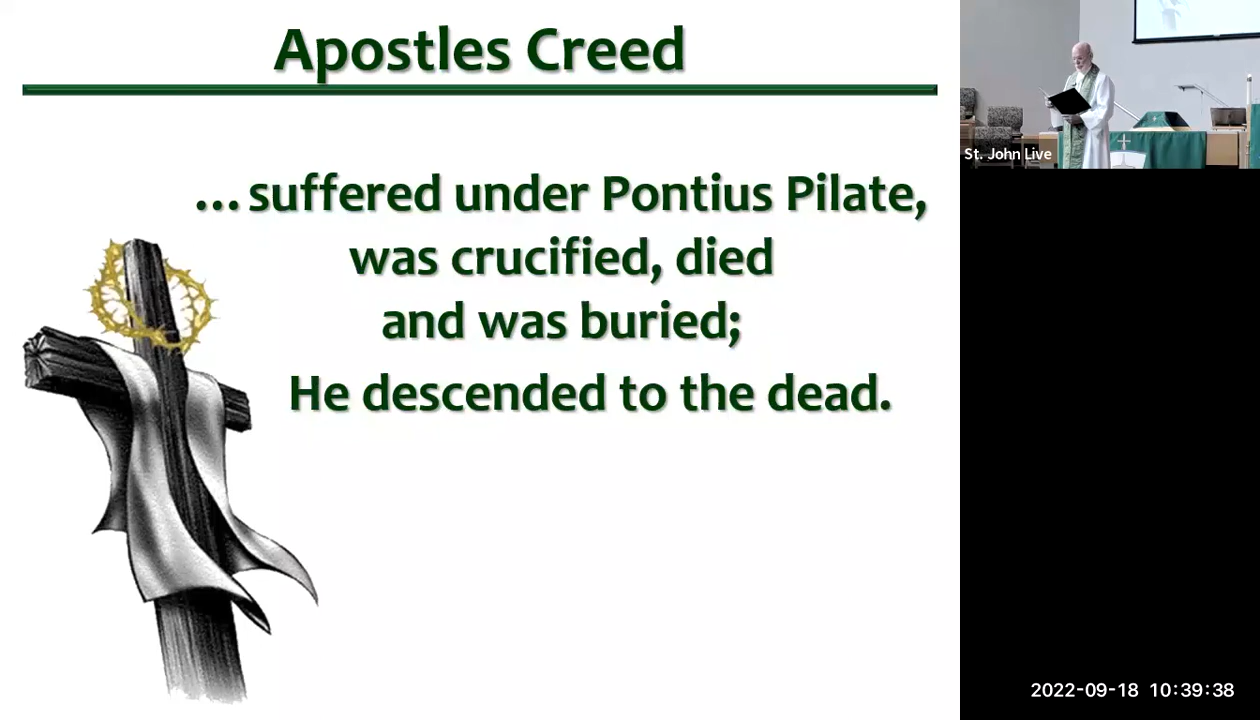 Apostles Creed
...suffered under Pontius Pilate,
was crucified, died
and was buried;
He descended to the dead.
St. John Live
2022-09-18 10:39:38